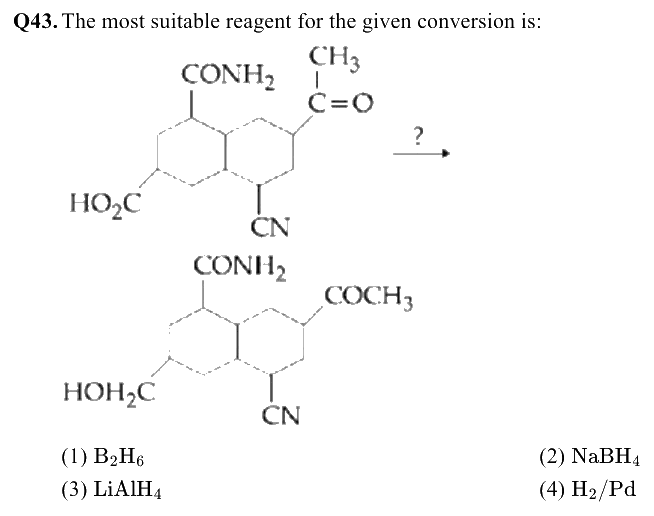 Q43. The most suitable reagent for the given conversion is:
CH₃
CONH₂
C=O
?
HO₂C
CN
CONH₂
COCH₃
HOH₂C
CN
(1) B₂H₆ (2) NaBH₄
(3) LiAlH₄ (4) H₂/Pd